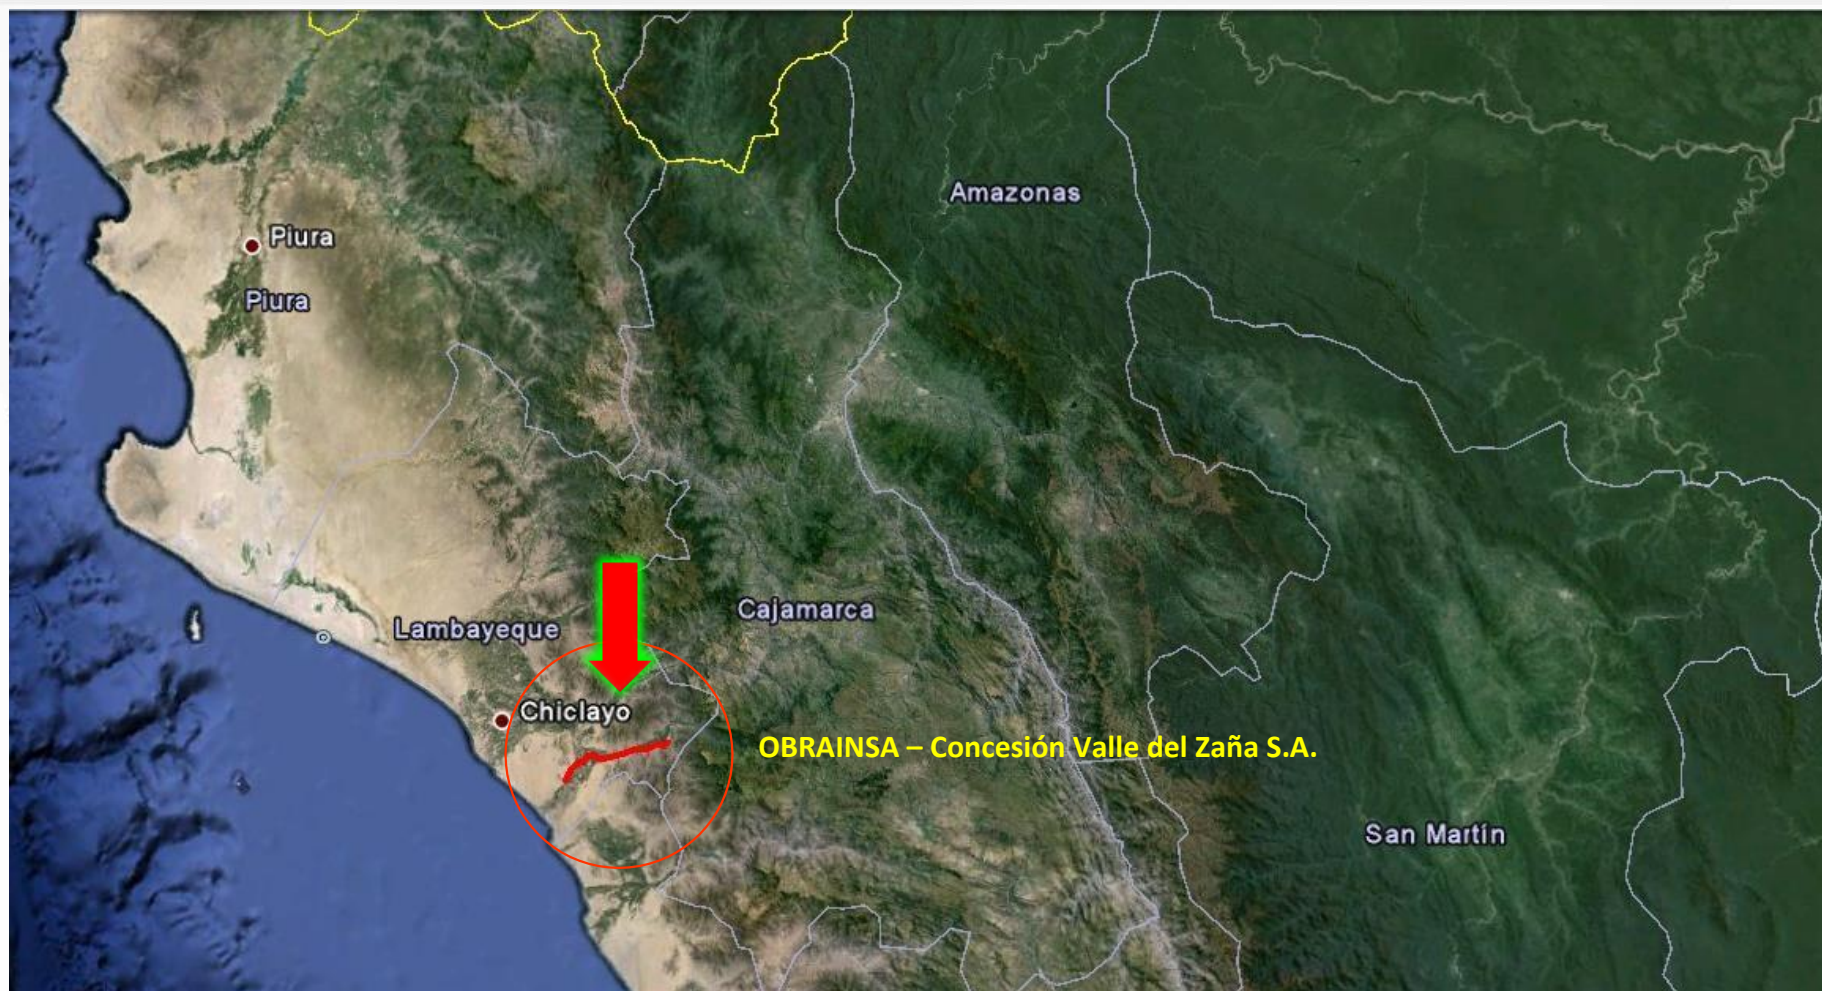 Amazonas
Piura
Piura
Cajamarca
Lambayeque
Chiclayo
OBRAINSA – Concesión Valle del Zaña S.A.
San Martín